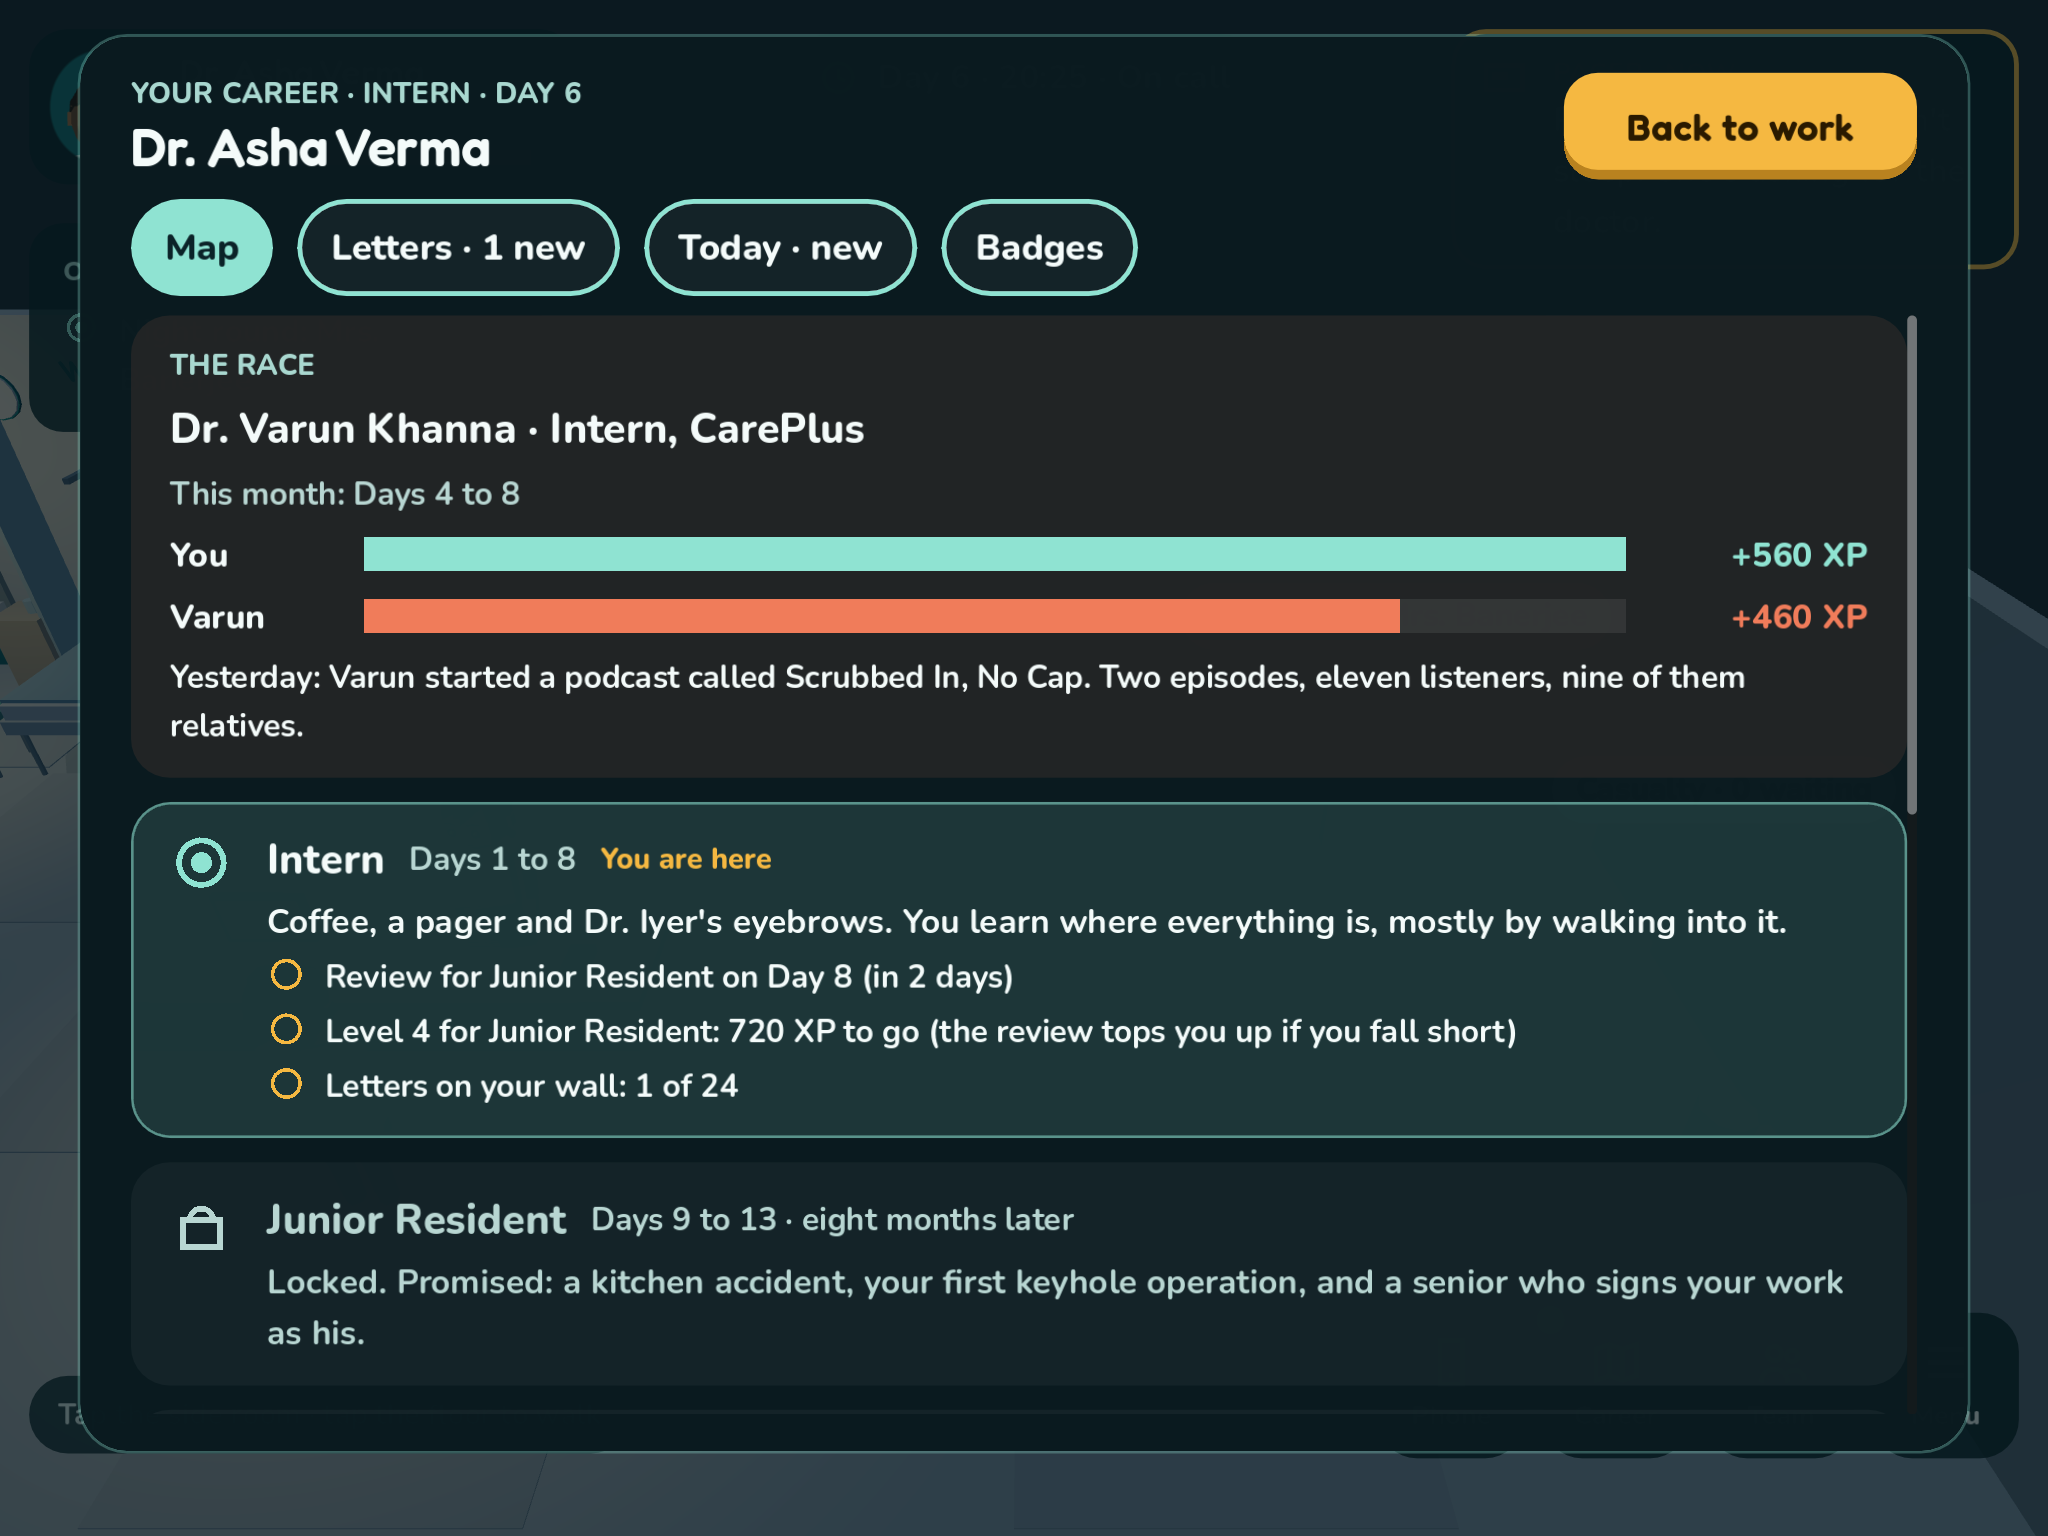 YOUR CAREER · INTERN · DAY 6
Dr. Asha Verma
Back to work
Map
Letters · 1 new
Today · new
Badges
THE RACE
Dr. Varun Khanna · Intern, CarePlus
This month: Days 4 to 8
You
+560 XP
Varun
+460 XP
Yesterday: Varun started a podcast called Scrubbed In, No Cap. Two episodes, eleven listeners, nine of them
relatives.
Intern Days 1 to 8 You are here
Coffee, a pager and Dr. Iyer's eyebrows. You learn where everything is, mostly by walking into it.
Review for Junior Resident on Day 8 (in 2 days)
Level 4 for Junior Resident: 720 XP to go (the review tops you up if you fall short)
Letters on your wall: 1 of 24
Junior Resident Days 9 to 13 · eight months later
Locked. Promised: a kitchen accident, your first keyhole operation, and a senior who signs your work
as his.